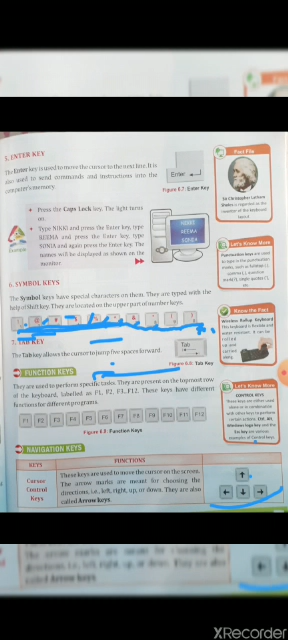 5. ENTER KEY
The Enter key is used to move the cursor to the next line. It is
also used to send commands and instructions into the
computer's memory.
Enter
Figure 6.7: Enter Key
• Press the Caps Lock key. The light turns
on.
• Type NIKKI and press the Enter key, type
REEMA and press the Enter key, type
SONIA and again press the Enter key. The
names will be displayed as shown on the
monitor.
REEMA
SONIA
6. SYMBOL KEYS
The Symbol keys have special characters on them. They are typed with the
help of Shift key. They are located on the upper part of number keys.
7. TAB KEY
The Tab key allows the cursor to jump five spaces forward.
Tab
Figure 6.8: Tab Key
FUNCTION KEYS
They are used to perform specific tasks. They are present on the topmost row
of the keyboard, labelled as F1, F2, F3...F12. These keys have different
functions for different programs.
F1 F2 F3 F4 F5 F6 F7 F8 F9 F10 F11 F12
Figure 6.9: Function Keys
NAVIGATION KEYS
KEYS FUNCTIONS
Cursor
Control
Keys
These keys are used to move the cursor on the screen.
The arrow marks are meant for choosing the
directions, i.e., left, right, up, or down. They are also
called Arrow keys.
Fact File
Sir Christopher Latham
Sholes is regarded as the
inventor of the keyboard
layout.
Let's Know More
Punctuation keys are used
to type in the punctuation
marks, such as
Know the Fact
Wireless Rollup Keyboard
This keyboard is flexible and
water resistant. It can be
rolled
up and
carried
along.
Let's Know More
CONTROL KEYS
These keys are either used
alone or in combination
with other keys to perform
certain actions. Ctrl, Alt,
Windows logo key and the
Esc key are various
examples of Control keys.
called Arrow keys.
XRecorder